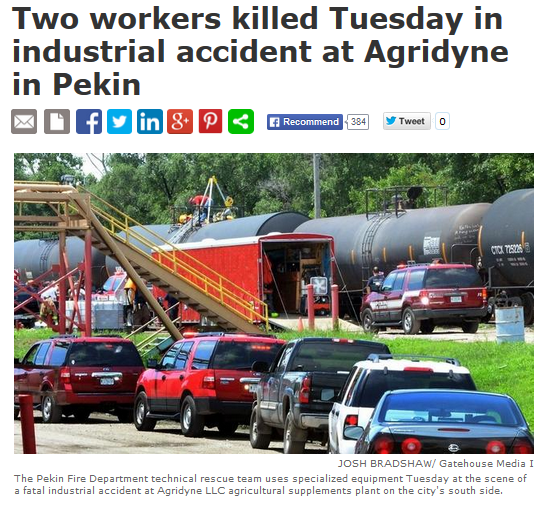 Two workers killed Tuesday in
industrial accident at Agridyne
in Pekin
Recommend 384 Tweet 0
CTCX 725226
JOSH BRADSHAW/ Gatehouse Media I
The Pekin Fire Department technical rescue team uses specialized equipment Tuesday at the scene of
a fatal industrial accident at Agridyne LLC agricultural supplements plant on the city's south side.